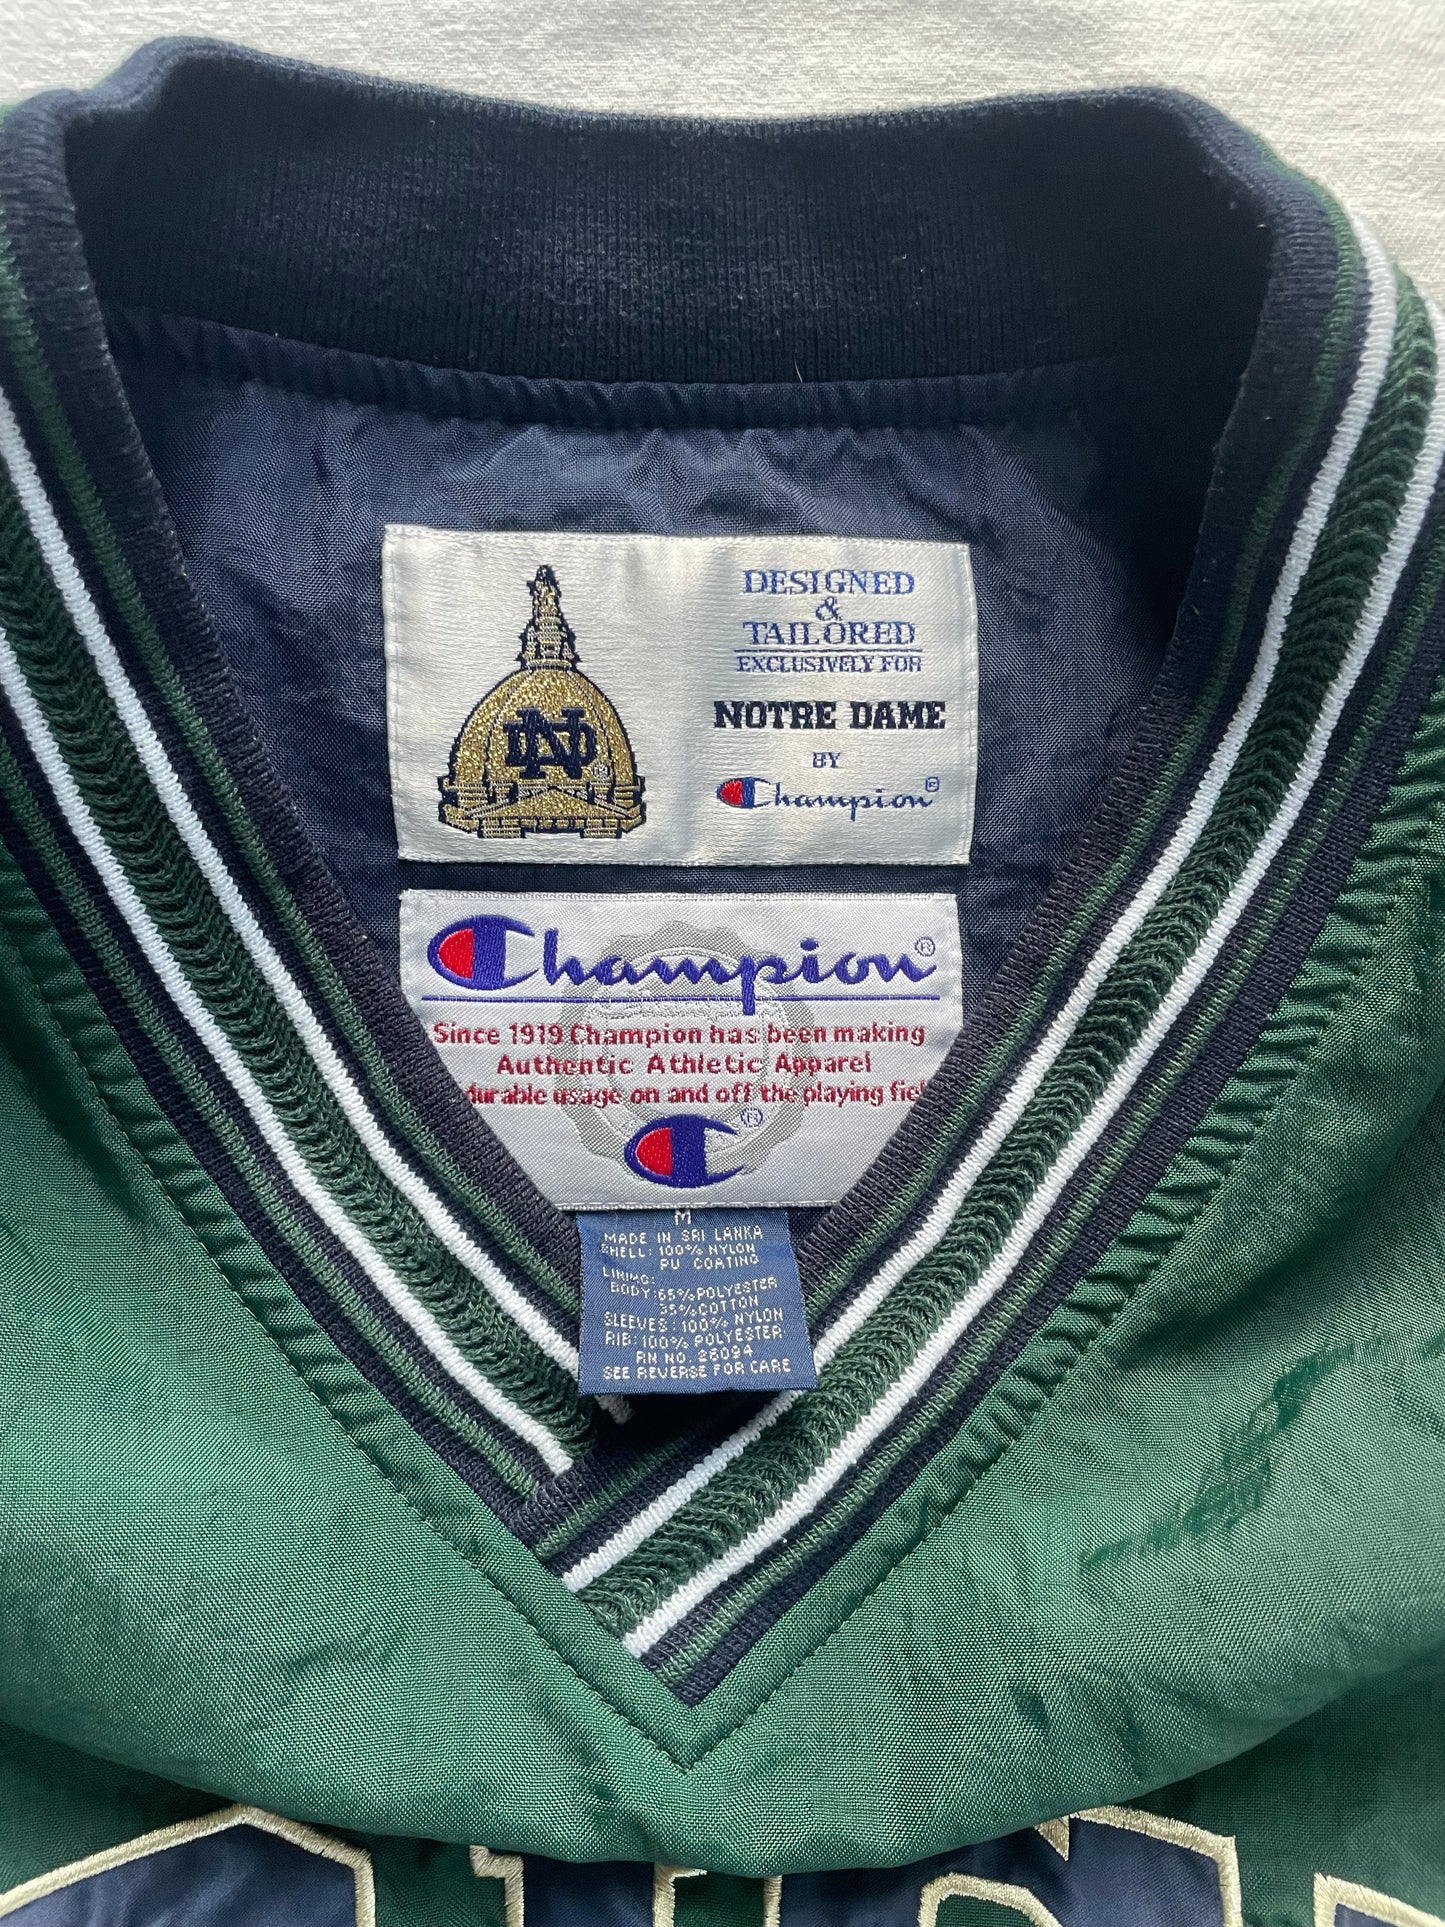 ND
DESIGNED
&
TAILORED
EXCLUSIVELY FOR
NOTRE DAME
BY
Champion®
Champion®
Since 1919 Champion has been making
Authentic Athletic Apparel
durable usage on and off the playing
®
M
MADE IN SRI LANKA
SHELL: 100% NYLON
PU COATING
LINING:
BODY: 65% POLYESTER
35% COTTON
SLEEVES: 100% NYLON
RIB: 100% POLYESTER
RN NO. 26094
SEE REVERSE FOR CARE